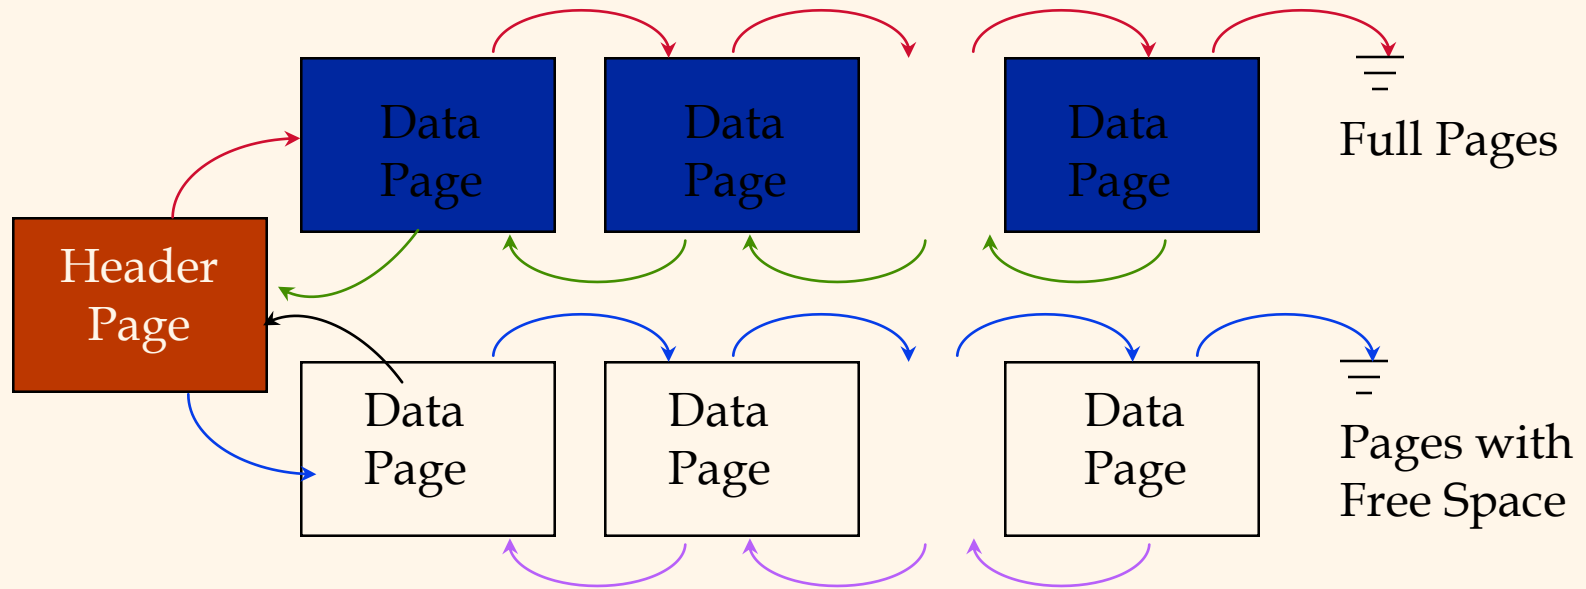 Data
Page
Data
Page
Data
Page
Full Pages
Header
Page
Data
Page
Data
Page
Data
Page
Pages with
Free Space